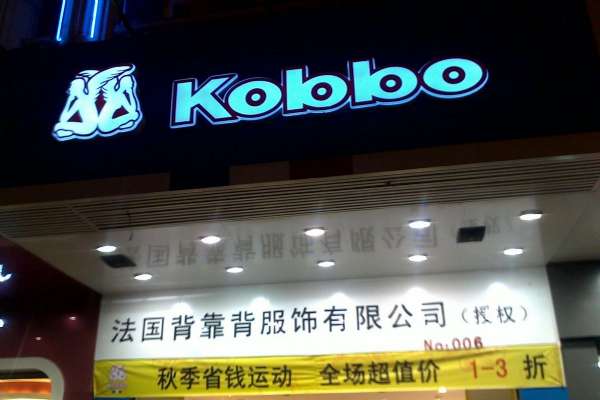 Kobbo
法国背靠背服饰有限公司（授权）
No:006
秋季省钱运动 全场超值价 1-3 折